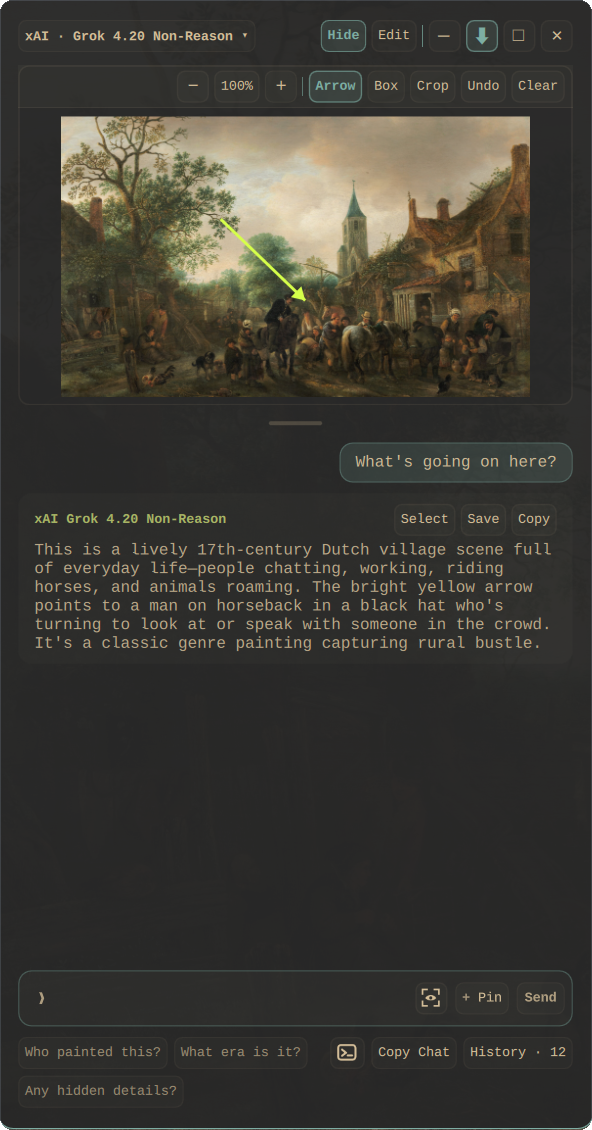 xAI · Grok 4.20 Non-Reason ▾ Hide Edit — ⬇ □ ✕
− 100% + Arrow Box Crop Undo Clear
What's going on here?
xAI Grok 4.20 Non-Reason Select Save Copy
This is a lively 17th-century Dutch village scene full
of everyday life—people chatting, working, riding
horses, and animals roaming. The bright yellow arrow
points to a man on horseback in a black hat who's
turning to look at or speak with someone in the crowd.
It's a classic genre painting capturing rural bustle.
⟩ + Pin Send
Who painted this? What era is it? Copy Chat History · 12
Any hidden details?